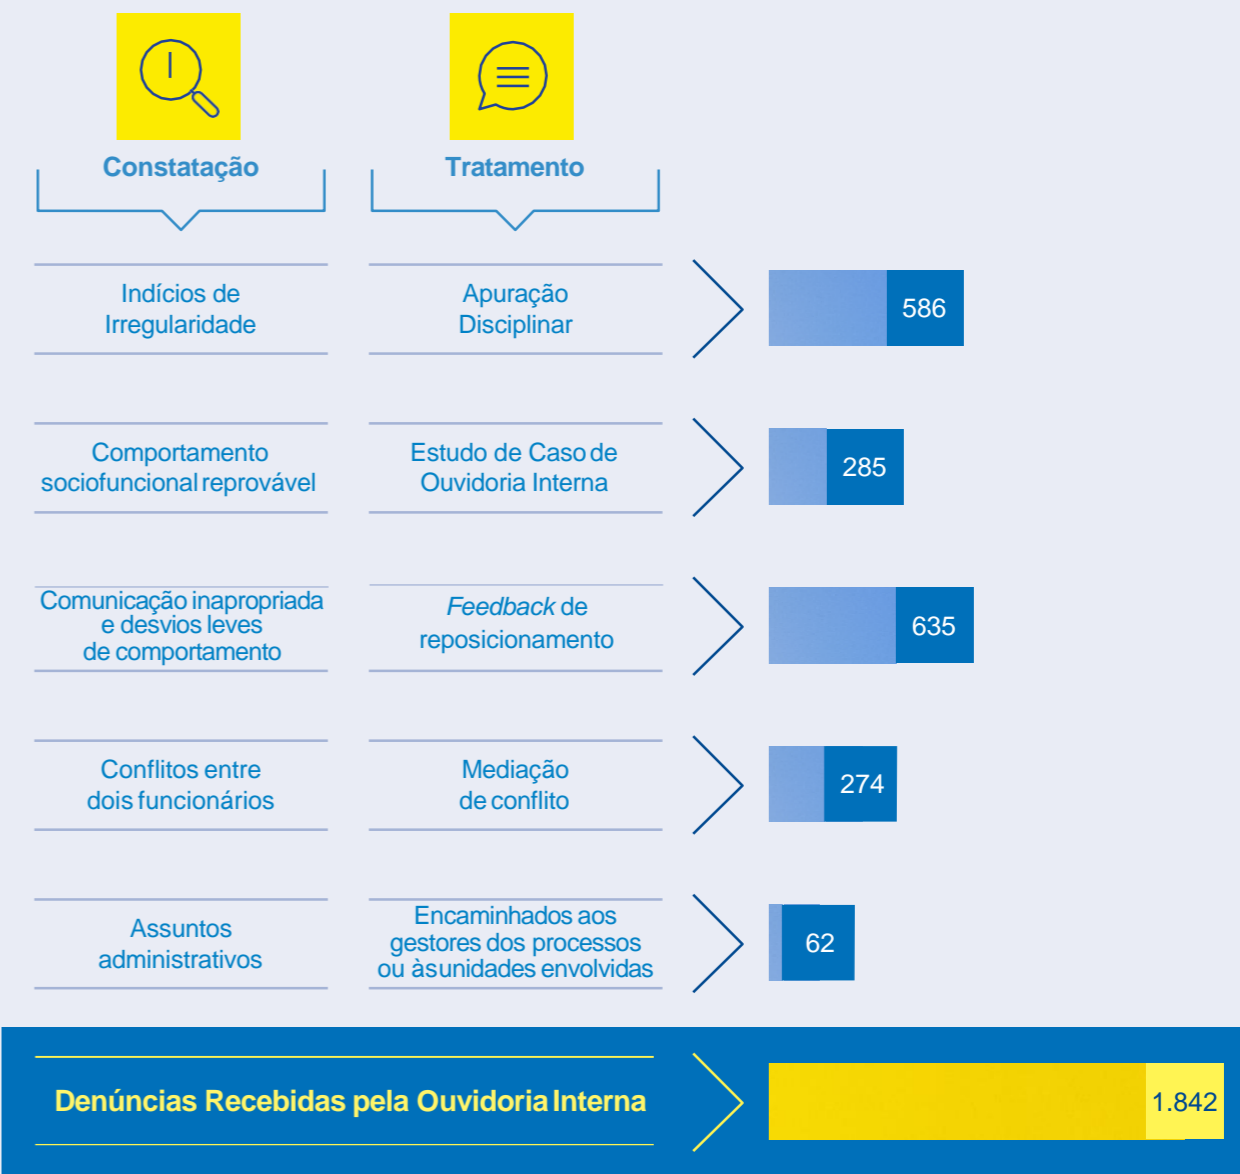 Constatação
Tratamento
Indícios de
Irregularidade
Apuração
Disciplinar
586
Comportamento
sociofuncional reprovável
Estudo de Caso de
Ouvidoria Interna
285
Comunicação inapropriada
e desvios leves
de comportamento
Feedback de
reposicionamento
635
Conflitos entre
dois funcionários
Mediação
de conflito
274
Assuntos
administrativos
Encaminhados aos
gestores dos processos
ou às unidades envolvidas
62
Denúncias Recebidas pela Ouvidoria Interna
1.842